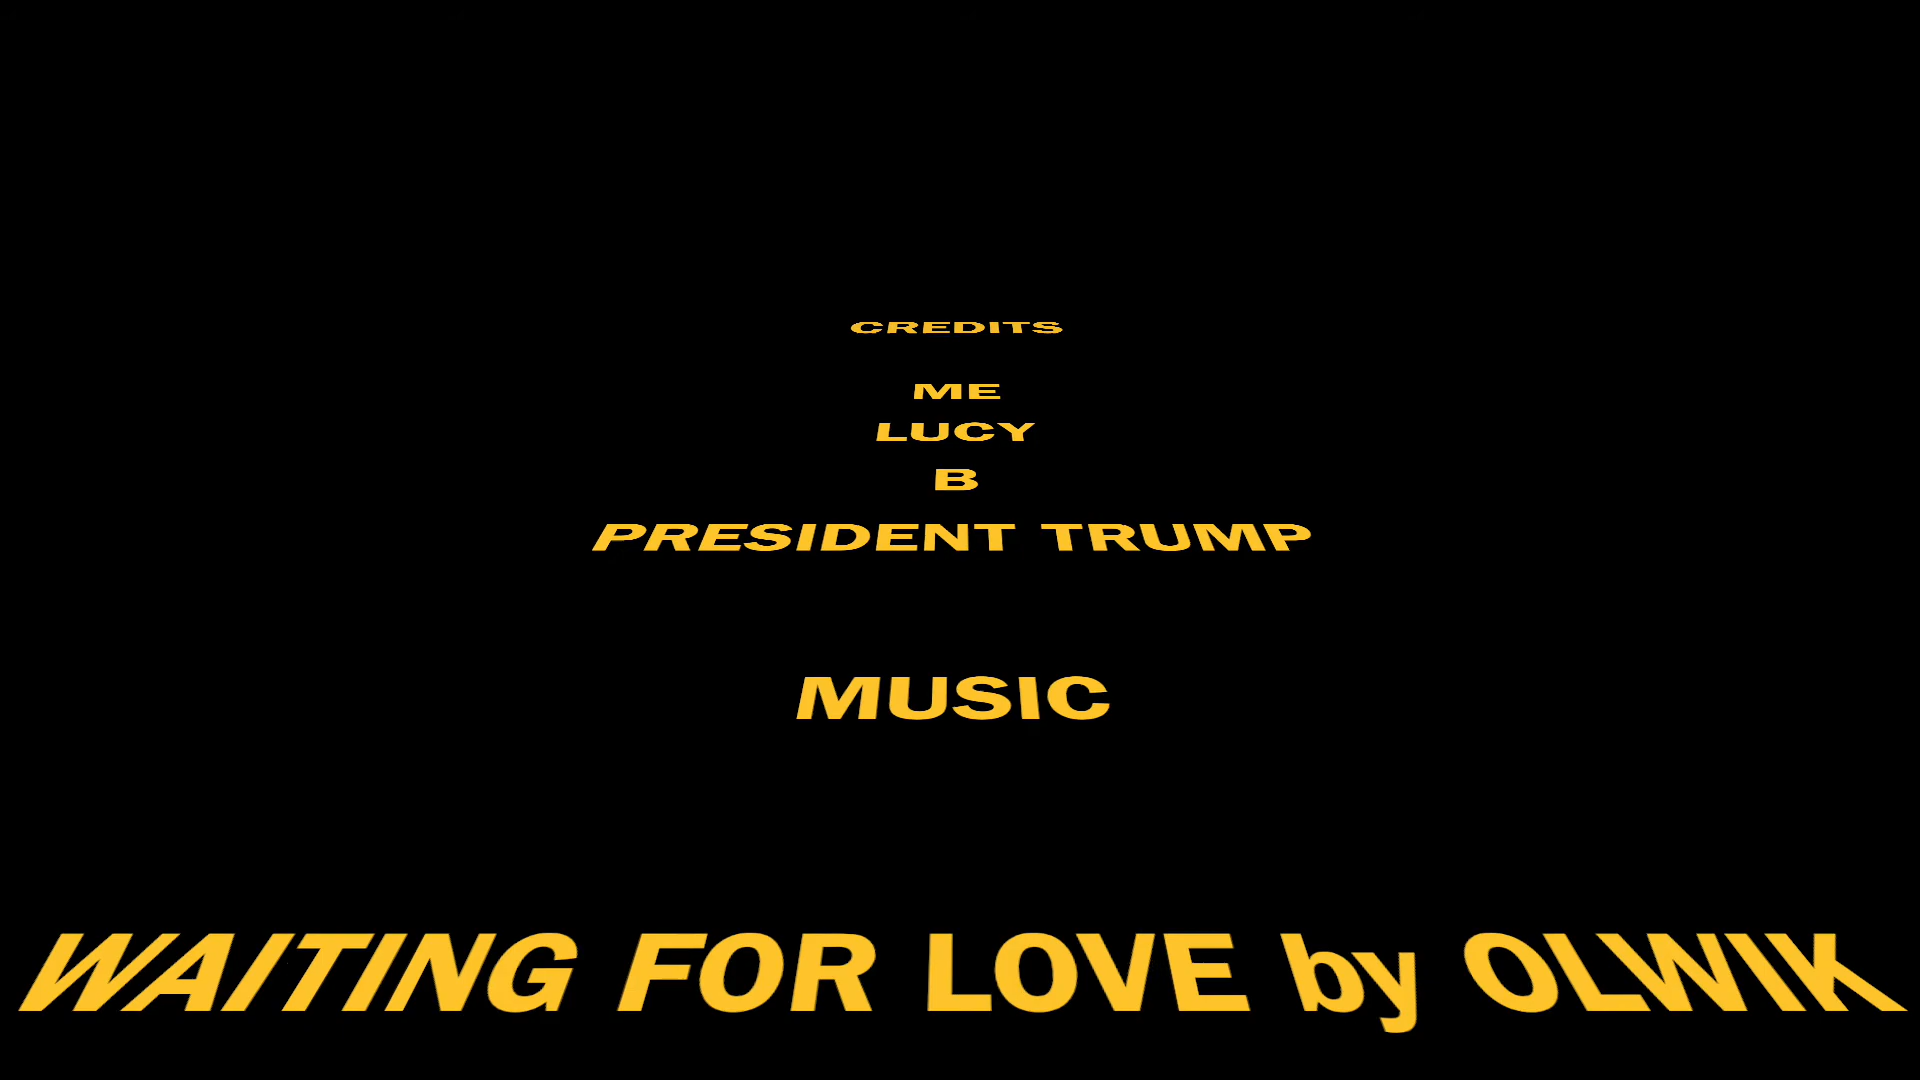 CREDITS
ME
LUCY
B
PRESIDENT TRUMP
MUSIC
WAITING FOR LOVE by OLWIK